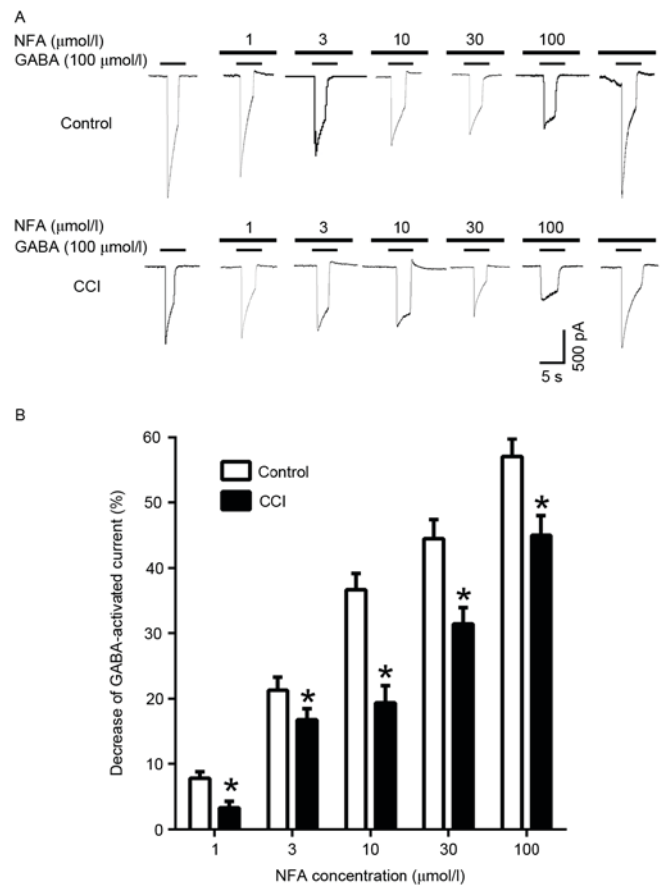 A
NFA (μmol/l) 1 3 10 30 100
GABA (100 μmol/l)
Control
NFA (μmol/l) 1 3 10 30 100
GABA (100 μmol/l)
CCI
500 pA
5 s
B
60
50
40
30
20
10
0
Decrease of GABA-activated current (%)
Control
CCI
*
*
*
*
*
1 3 10 30 100
NFA concentration (μmol/l)